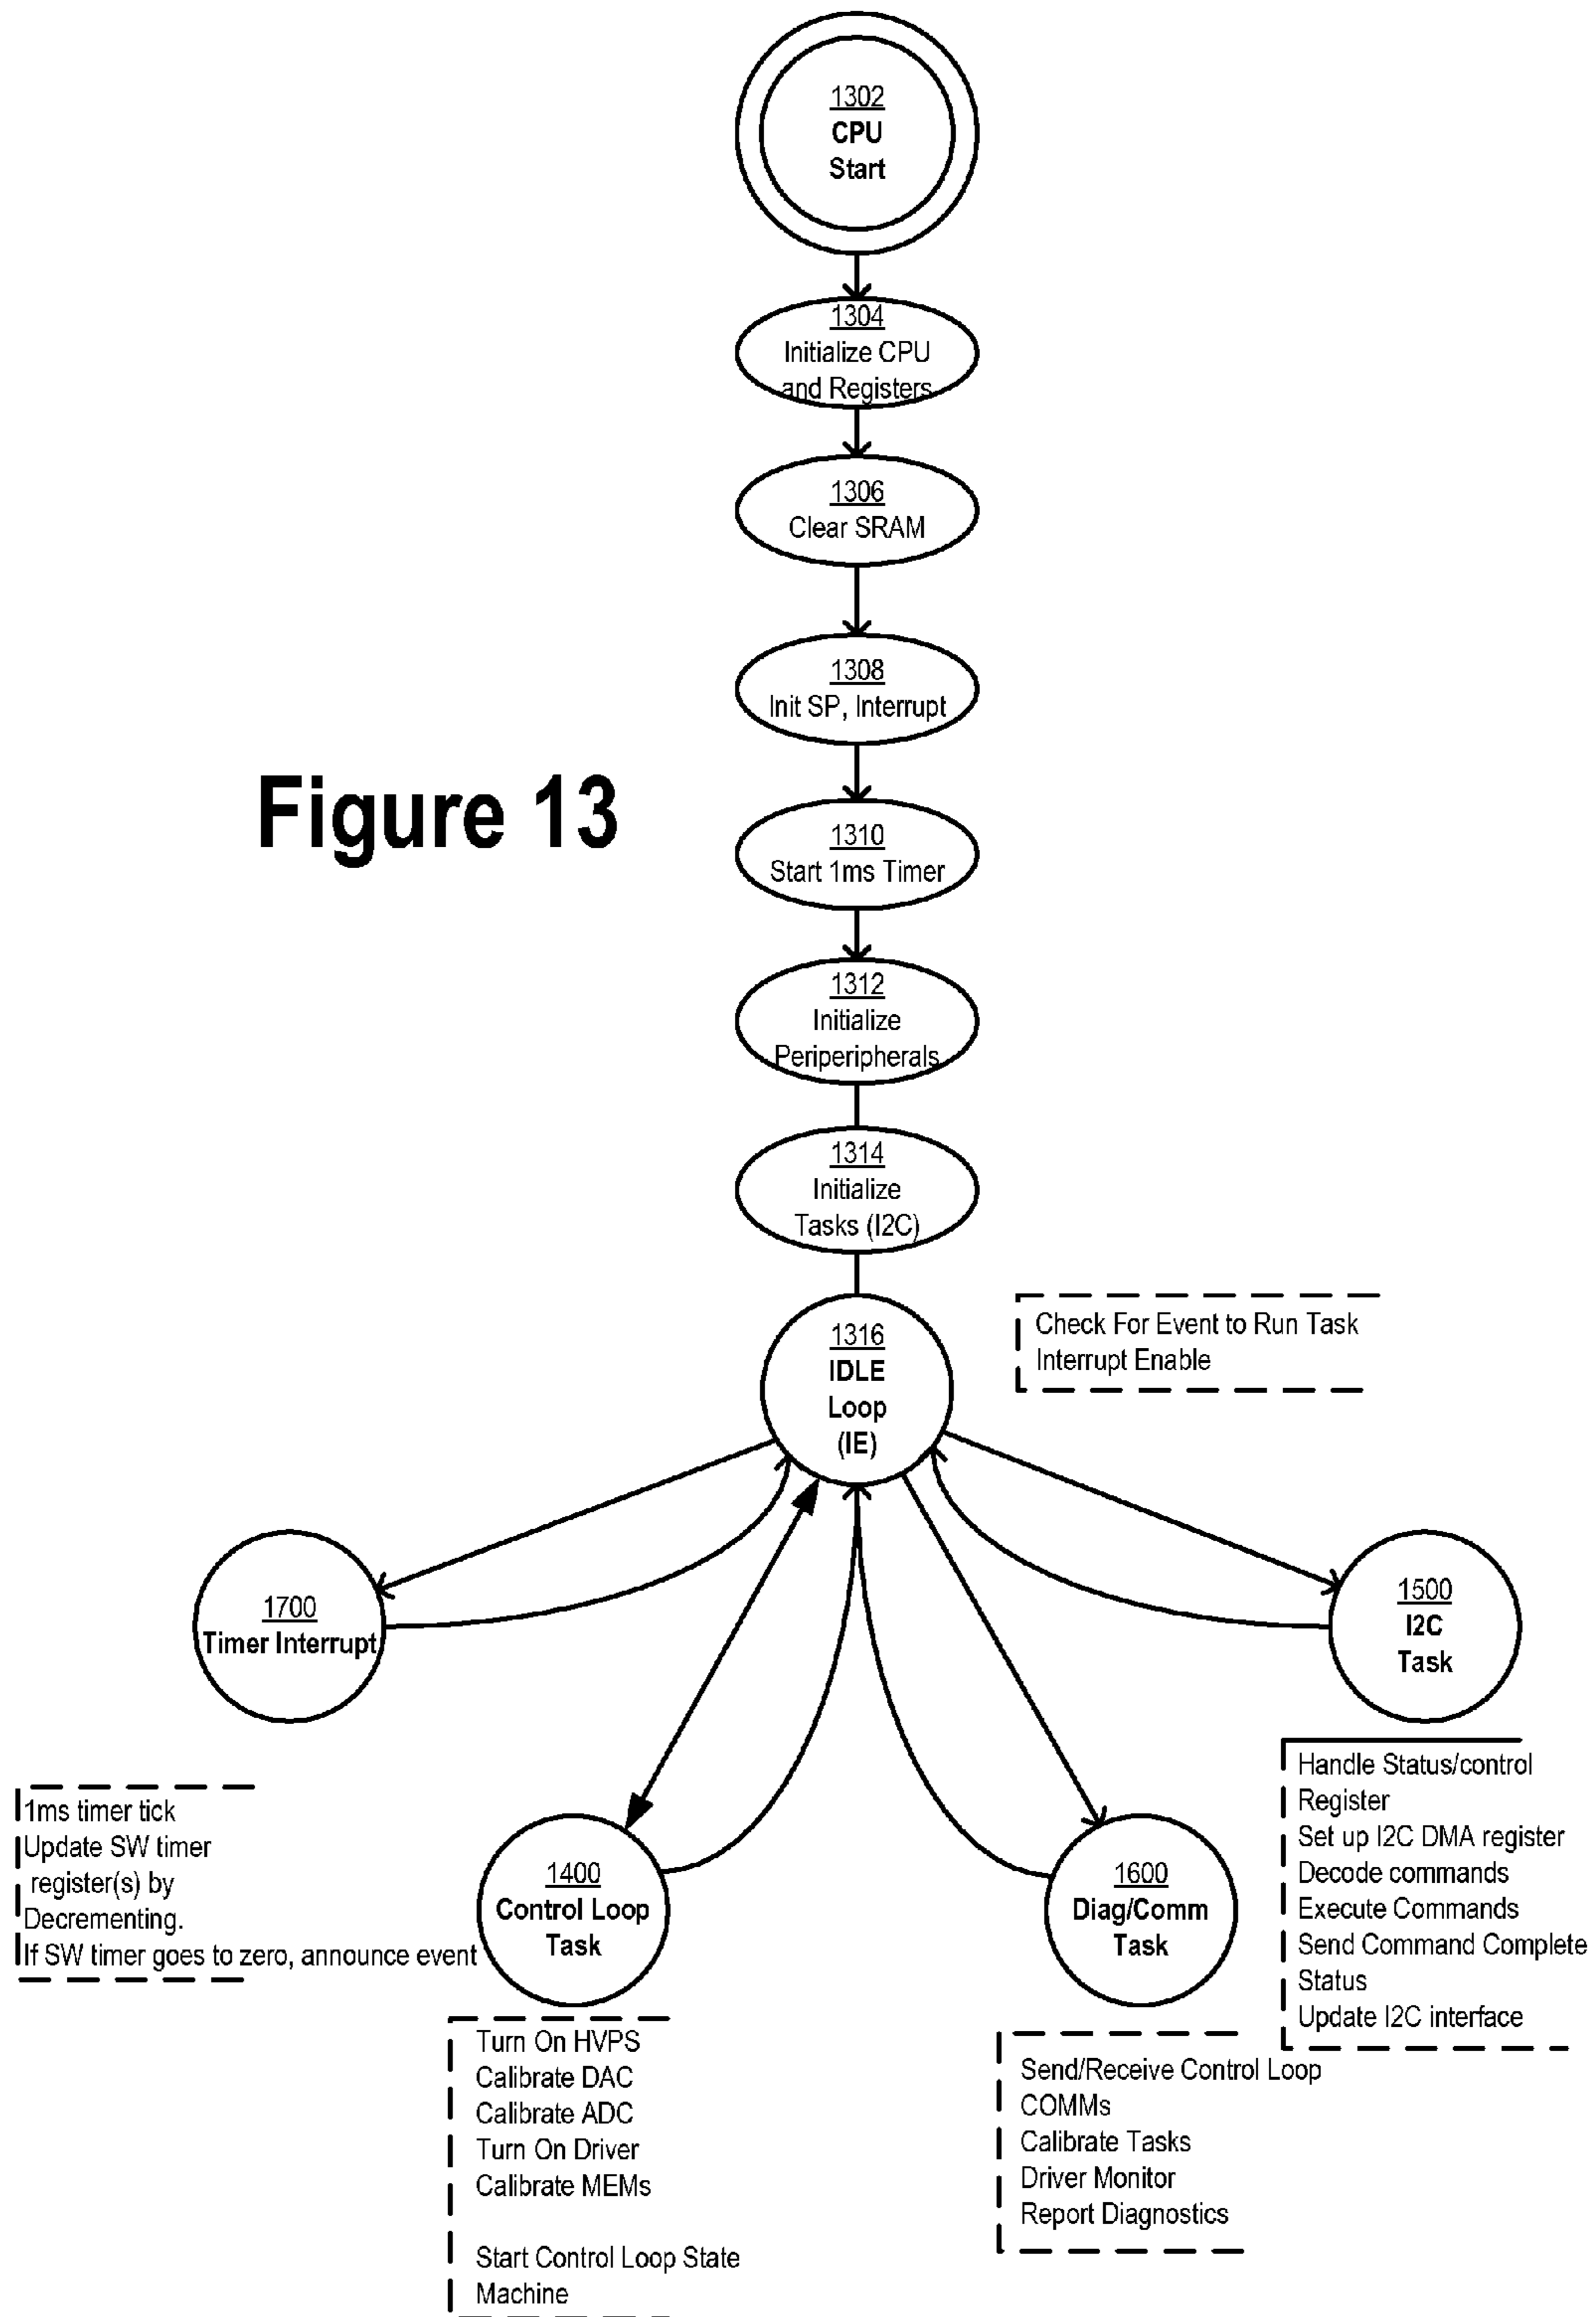 1302
CPU
Start
1304
Initialize CPU
and Registers
1306
Clear SRAM
1308
Init SP, Interrupt
Figure 13
1310
Start 1ms Timer
1312
Initialize
Periperipherals
1314
Initialize
Tasks (I2C)
1316
IDLE
Loop
(IE)
Check For Event to Run Task
Interrupt Enable
1700
Timer Interrupt
1500
I2C
Task
1ms timer tick
Update SW timer
register(s) by
Decrementing.
If SW timer goes to zero, announce event
1400
Control Loop
Task
1600
Diag/Comm
Task
Handle Status/control
Register
Set up I2C DMA register
Decode commands
Execute Commands
Send Command Complete
Status
Update I2C interface
Turn On HVPS
Calibrate DAC
Calibrate ADC
Turn On Driver
Calibrate MEMs
Start Control Loop State
Machine
Send/Receive Control Loop
COMMs
Calibrate Tasks
Driver Monitor
Report Diagnostics